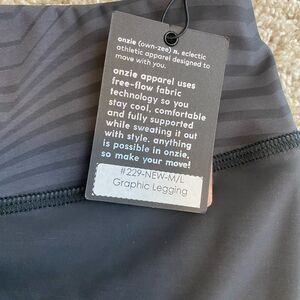 onzie (own-zee) n. eclectic
athletic apparel designed to
move with you.
onzie apparel uses
free-flow fabric
technology so you
stay cool, comfortable
and fully supported
while sweating it out
with style. anything
is possible in onzie,
so make your move!
#229-NEW-M/L
Graphic Legging